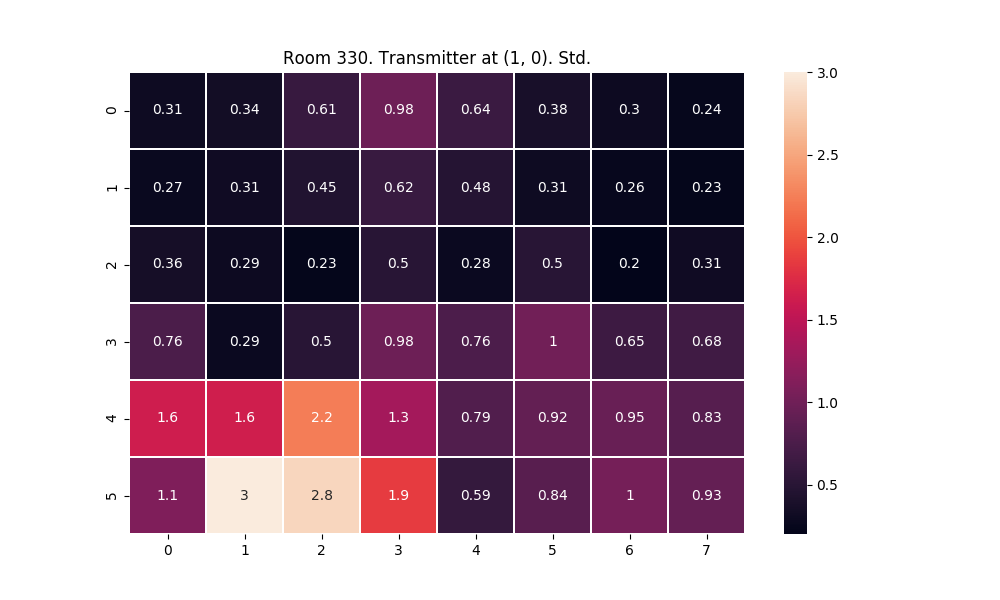 Room 330. Transmitter at (1, 0). Std.
0 0.31 0.34 0.61 0.98 0.64 0.38 0.3 0.24
1 0.27 0.31 0.45 0.62 0.48 0.31 0.26 0.23
2 0.36 0.29 0.23 0.5 0.28 0.5 0.2 0.31
3 0.76 0.29 0.5 0.98 0.76 1 0.65 0.68
4 1.6 1.6 2.2 1.3 0.79 0.92 0.95 0.83
5 1.1 3 2.8 1.9 0.59 0.84 1 0.93
0 1 2 3 4 5 6 7
3.0
2.5
2.0
1.5
1.0
0.5